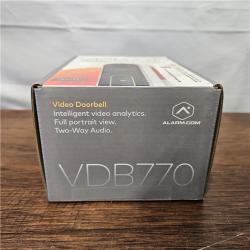 Video Doorbell
Intelligent video analytics.
Full portrait view.
Two-Way Audio.
ALARM.COM
VDB770